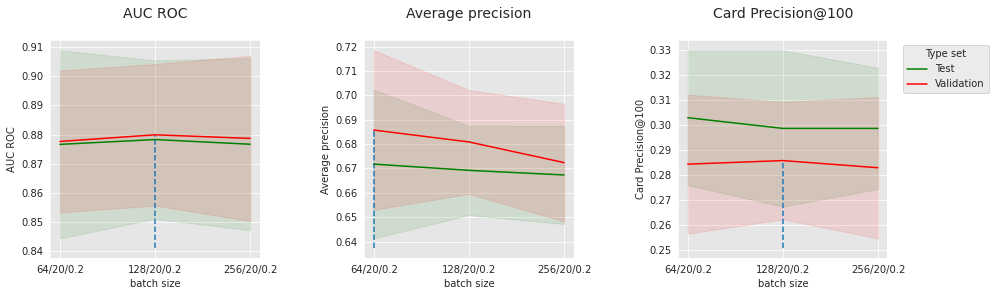 AUC ROC
AUC ROC
0.91
0.90
0.89
0.88
0.87
0.86
0.85
0.84
64/20/0.2
128/20/0.2
256/20/0.2
batch size
Average precision
Average precision
0.72
0.71
0.70
0.69
0.68
0.67
0.66
0.65
0.64
64/20/0.2
128/20/0.2
256/20/0.2
batch size
Card Precision@100
Card Precision@100
0.33
0.32
0.31
0.30
0.29
0.28
0.27
0.26
0.25
64/20/0.2
128/20/0.2
256/20/0.2
batch size
Type set
Test
Validation